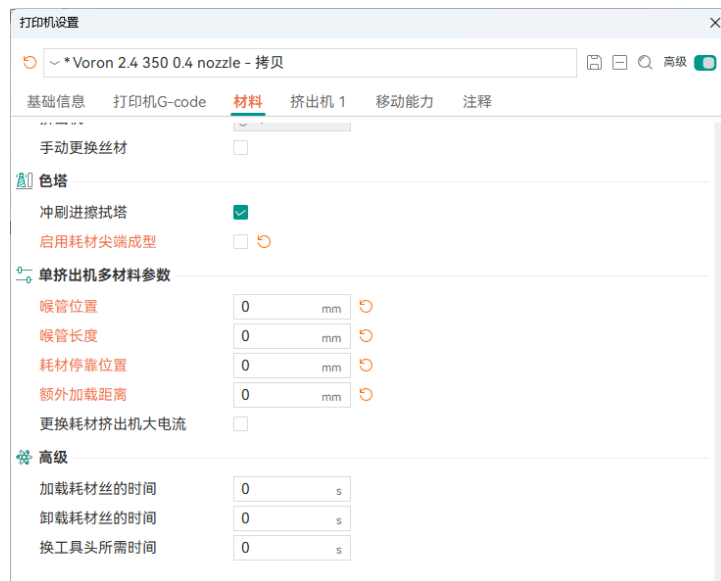 打印机设置
* Voron 2.4 350 0.4 nozzle - 拷贝 高级
基础信息 打印机G-code 材料 挤出机 1 移动能力 注释
手动更换丝材
色塔
冲刷进擦拭塔
启用耗材尖端成型
单挤出机多材料参数
喉管位置 0 mm
喉管长度 0 mm
耗材停靠位置 0 mm
额外加载距离 0 mm
更换耗材挤出机大电流
高级
加载耗材丝的时间 0 s
卸载耗材丝的时间 0 s
换工具头所需时间 0 s